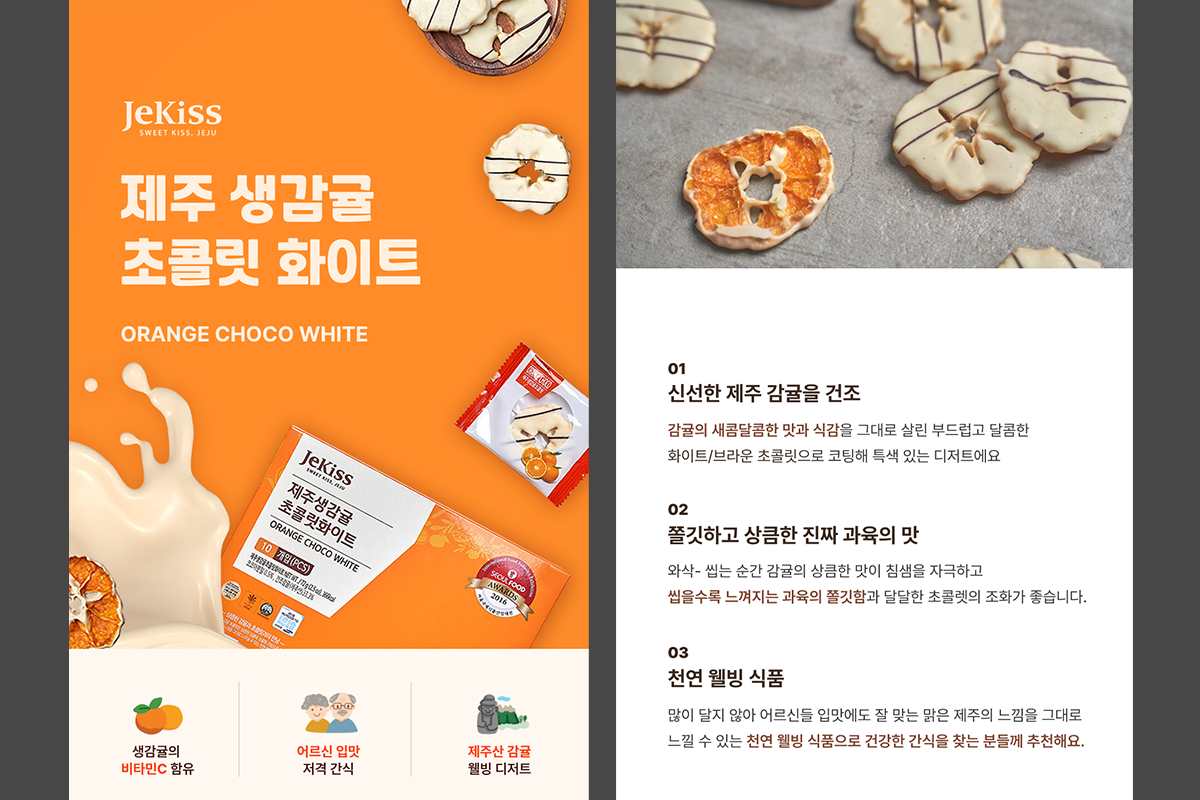 JeKiss
SWEET KISS, JEJU
제주 생감귤
초콜릿 화이트
ORANGE CHOCO WHITE
JeKiss
SWEET KISS, JEJU
제주생감귤
초콜릿화이트
ORANGE CHOCO WHITE
10 개입(PCS)
SEOUL FOOD
AWARDS
2016
생감귤의
비타민C 함유
어르신 입맛
저격 간식
제주산 감귤
웰빙 디저트
01
신선한 제주 감귤을 건조
감귤의 새콤달콤한 맛과 식감을 그대로 살린 부드럽고 달콤한
화이트/브라운 초콜릿으로 코팅해 특색 있는 디저트에요
02
쫄깃하고 상큼한 진짜 과육의 맛
와삭- 씹는 순간 감귤의 상큼한 맛이 침샘을 자극하고
씹을수록 느껴지는 과육의 쫄깃함과 달달한 초콜렛의 조화가 좋습니다.
03
천연 웰빙 식품
많이 달지 않아 어르신들 입맛에도 잘 맞는 맑은 제주의 느낌을 그대로
느낄 수 있는 천연 웰빙 식품으로 건강한 간식을 찾는 분들께 추천해요.